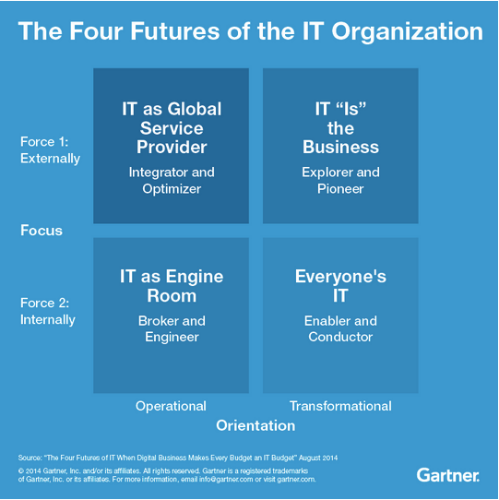 The Four Futures of the IT Organization
Force 1:
Externally
IT as Global
Service
Provider
Integrator and
Optimizer
IT “Is”
the
Business
Explorer and
Pioneer
Focus
Force 2:
Internally
IT as Engine
Room
Broker and
Engineer
Everyone's
IT
Enabler and
Conductor
Operational
Transformational
Orientation
Source: “The Four Futures of IT When Digital Business Makes Every Budget an IT Budget” August 2014
© 2014 Gartner, Inc. and/or its affiliates. All rights reserved. Gartner is a registered trademarks
of Gartner, Inc. or its affiliates. For more information, email info@gartner.com or visit gartner.com.
Gartner.